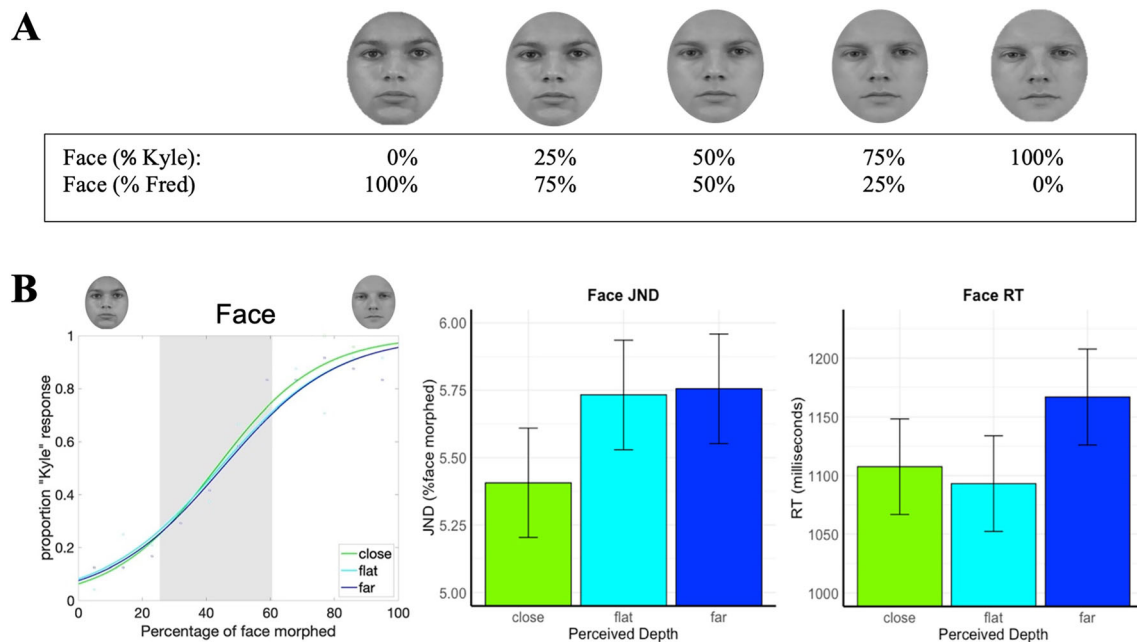 A
Face (% Kyle): 0% 25% 50% 75% 100%
Face (% Fred) 100% 75% 50% 25% 0%
B
Face
proportion "Kyle" response
1
0.8
0.6
0.4
0.2
0
0 20 40 60 80 100
Percentage of face morphed
close
flat
far
Face JND
JND (%face morphed)
6.00
5.75
5.50
5.25
5.00
close flat far
Perceived Depth
Face RT
RT (milliseconds)
1200
1150
1100
1050
1000
close flat far
Perceived Depth